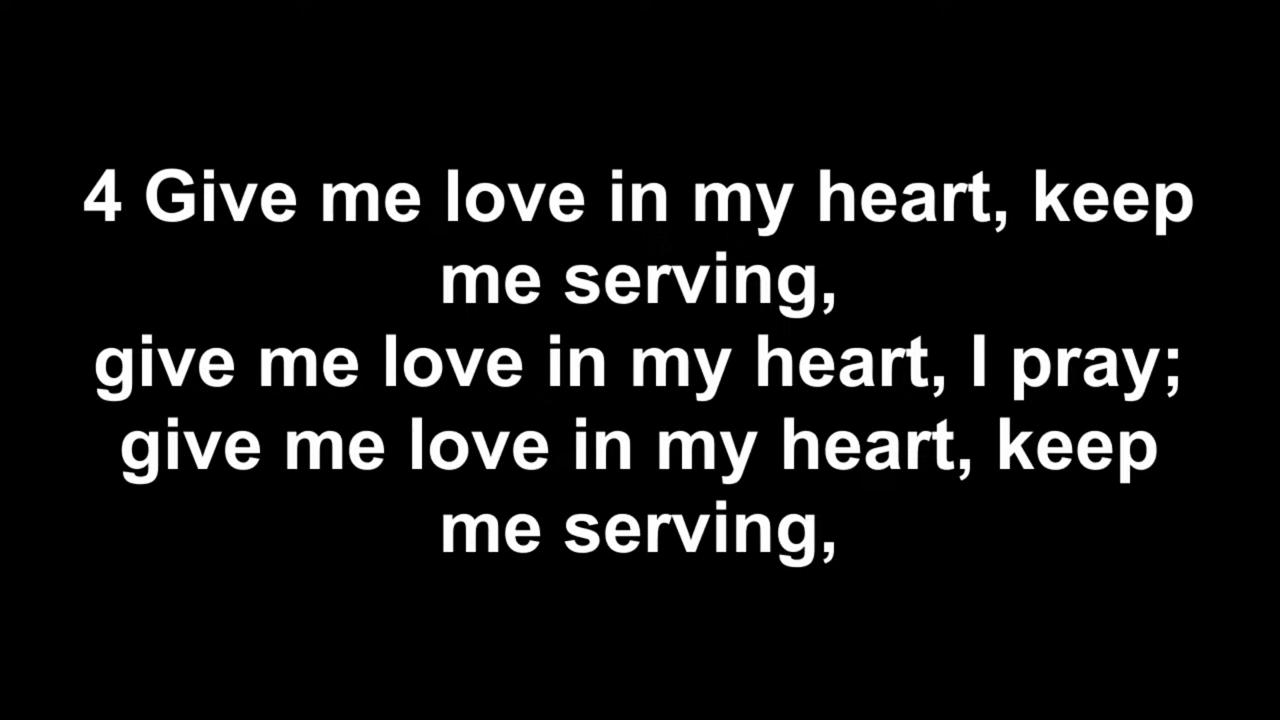 4 Give me love in my heart, keep
me serving,
give me love in my heart, I pray;
give me love in my heart, keep
me serving,